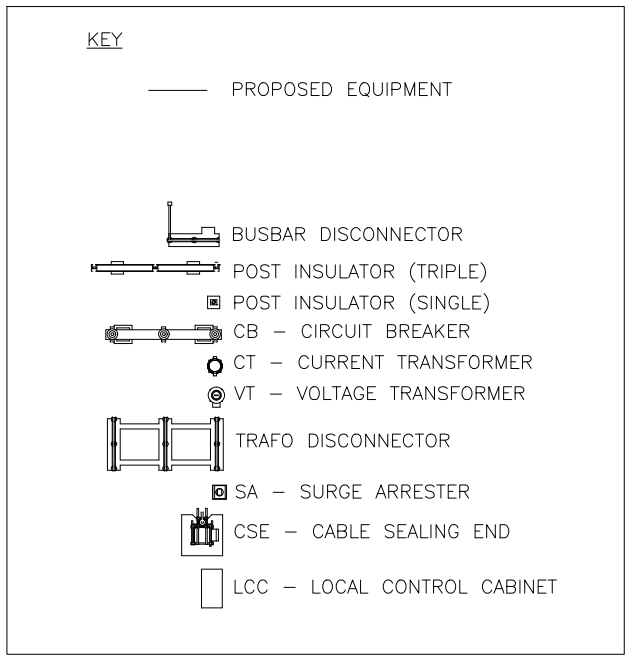 KEY
PROPOSED EQUIPMENT
BUSBAR DISCONNECTOR
POST INSULATOR (TRIPLE)
POST INSULATOR (SINGLE)
CB – CIRCUIT BREAKER
CT – CURRENT TRANSFORMER
VT – VOLTAGE TRANSFORMER
TRAFO DISCONNECTOR
SA – SURGE ARRESTER
CSE – CABLE SEALING END
LCC – LOCAL CONTROL CABINET